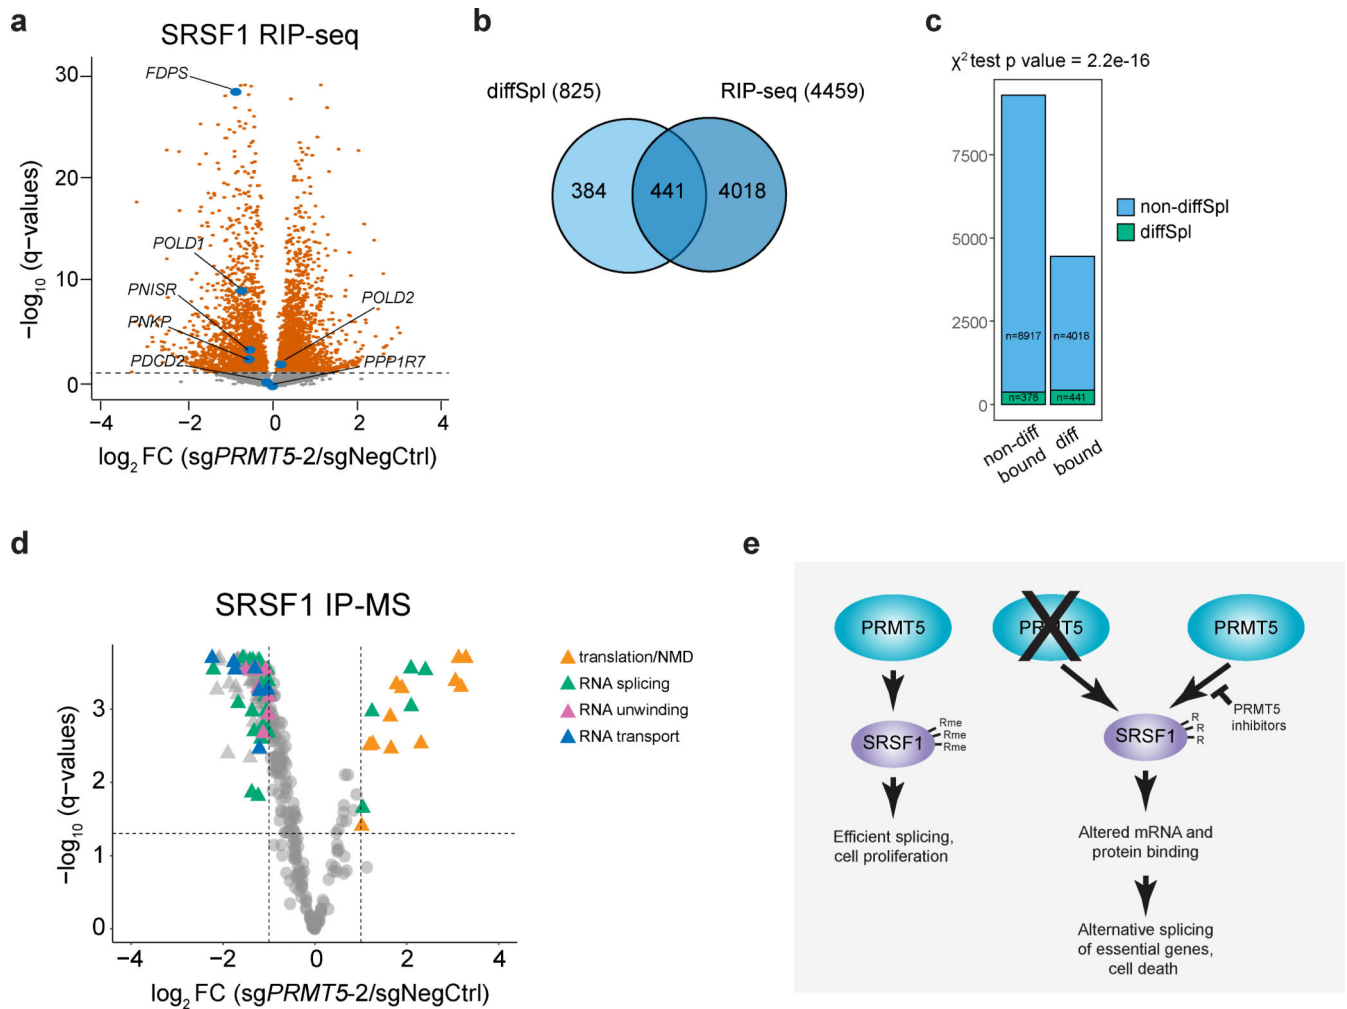 a
SRSF1 RIP-seq
−log10 (q−values)
30
20
10
0
FDPS
POLD1
PNISR
PNKP
PDCD2
POLD2
PPP1R7
−4
−2
0
2
4
log2 FC (sgPRMT5-2/sgNegCtrl)
b
diffSpl (825)
RIP-seq (4459)
384
441
4018
c
χ2 test p value = 2.2e-16
7500
5000
2500
0
n=8917
n=378
n=4018
n=441
non-diff
bound
diff
bound
non-diffSpl
diffSpl
d
SRSF1 IP-MS
−log10 (q−values)
3
2
1
0
−4
−2
0
2
4
log2 FC (sgPRMT5-2/sgNegCtrl)
translation/NMD
RNA splicing
RNA unwinding
RNA transport
e
PRMT5
PRMT5
PRMT5
SRSF1
Rme
Rme
Rme
SRSF1
R
R
R
PRMT5
inhibitors
Efficient splicing,
cell proliferation
Altered mRNA and
protein binding
Alternative splicing
of essential genes,
cell death